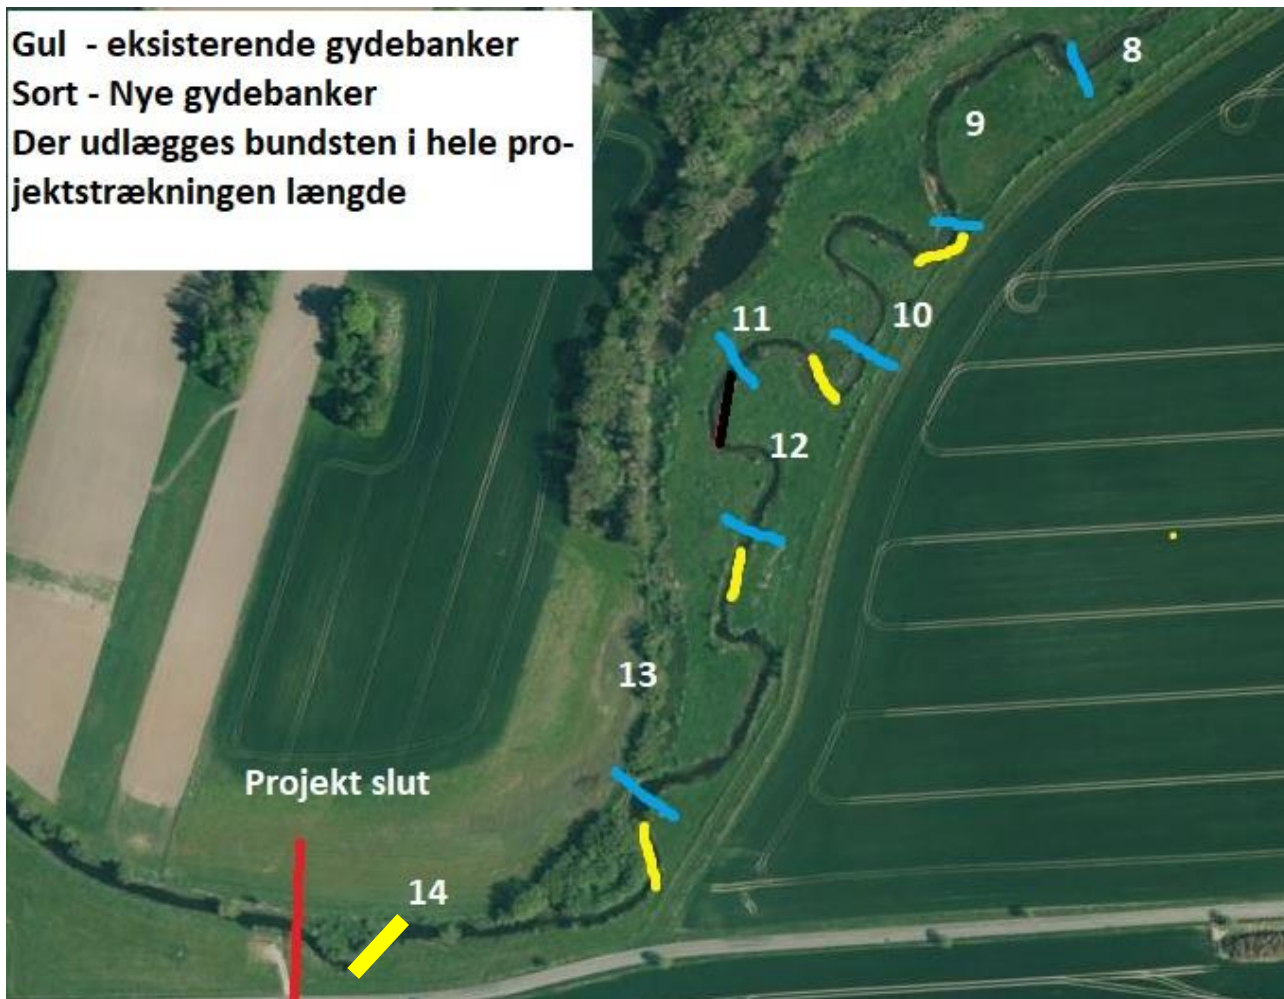 Gul  - eksisterende gydebanker
Sort - Nye gydebanker
Der udlægges bundsten i hele pro-
jektstrækningen længde
8
9
10
11
12
13
Projekt slut
14